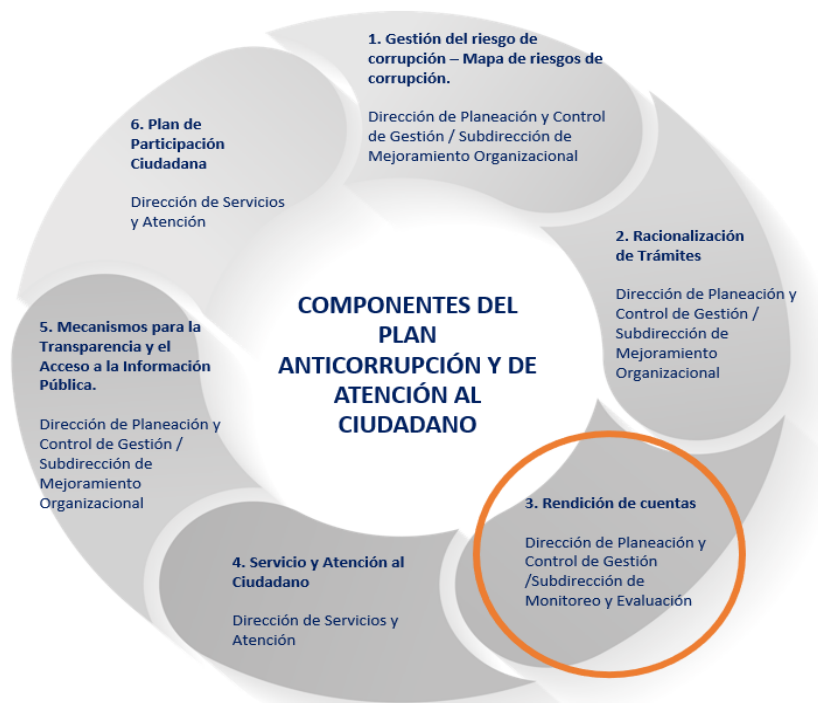 1. Gestión del riesgo de
corrupción – Mapa de riesgos de
corrupción.
Dirección de Planeación y Control
de Gestión / Subdirección de
Mejoramiento Organizacional
2. Racionalización
de Trámites
Dirección de Planeación y
Control de Gestión /
Subdirección de
Mejoramiento
Organizacional
3. Rendición de cuentas
Dirección de Planeación y
Control de Gestión
/Subdirección de
Monitoreo y Evaluación
4. Servicio y Atención al
Ciudadano
Dirección de Servicios y
Atención
5. Mecanismos para la
Transparencia y el
Acceso a la Información
Pública.
Dirección de Planeación y
Control de Gestión /
Subdirección de
Mejoramiento
Organizacional
6. Plan de
Participación
Ciudadana
Dirección de Servicios
y Atención
COMPONENTES DEL
PLAN
ANTICORRUPCIÓN Y DE
ATENCIÓN AL
CIUDADANO